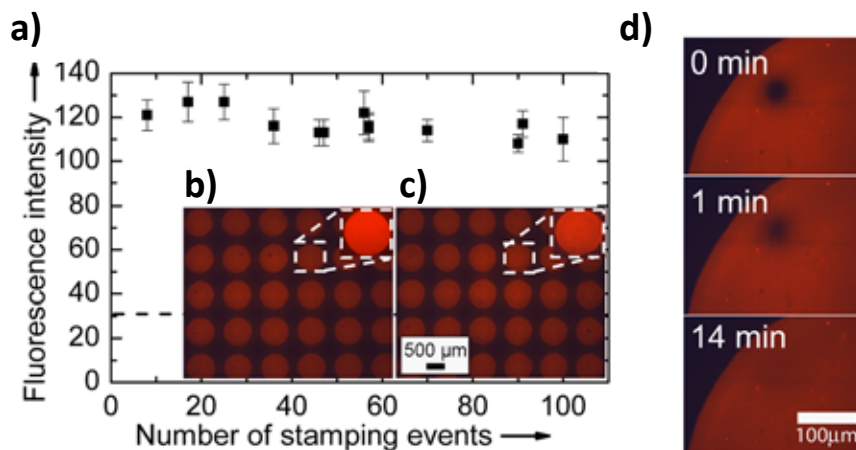 a)
d)
Fluorescence intensity
140
120
100
80
60
40
30
20
0
b)
c)
500 µm
0
20
40
60
80
100
Number of stamping events
0 min
1 min
14 min
100µm